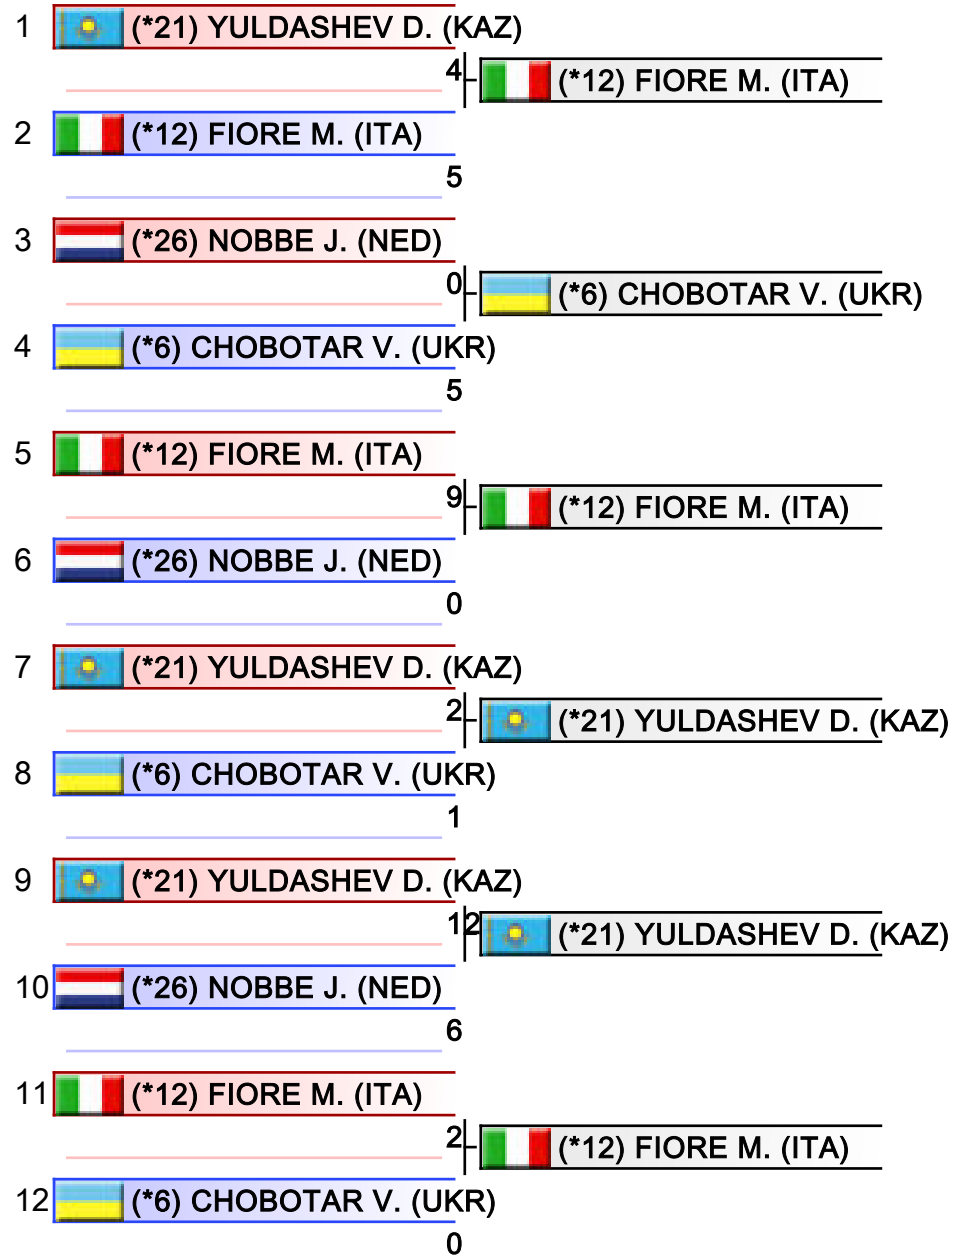 1 (*21) YULDASHEV D. (KAZ)
4 (*12) FIORE M. (ITA)
2 (*12) FIORE M. (ITA)
5
3 (*26) NOBBE J. (NED)
0 (*6) CHOBOTAR V. (UKR)
4 (*6) CHOBOTAR V. (UKR)
5
5 (*12) FIORE M. (ITA)
9 (*12) FIORE M. (ITA)
6 (*26) NOBBE J. (NED)
0
7 (*21) YULDASHEV D. (KAZ)
2 (*21) YULDASHEV D. (KAZ)
8 (*6) CHOBOTAR V. (UKR)
1
9 (*21) YULDASHEV D. (KAZ)
12 (*21) YULDASHEV D. (KAZ)
10 (*26) NOBBE J. (NED)
6
11 (*12) FIORE M. (ITA)
2 (*12) FIORE M. (ITA)
12 (*6) CHOBOTAR V. (UKR)
0